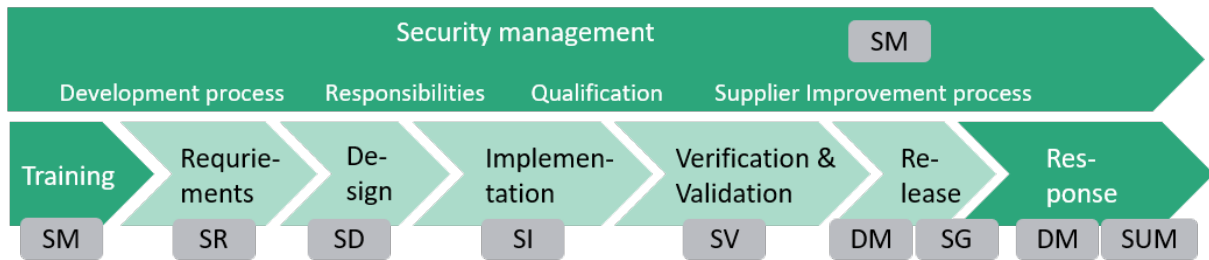 Security management
SM
Development process Responsibilities Qualification Supplier Improvement process
Training
Requrie-
ments
De-
sign
Implemen-
tation
Verification &
Validation
Re-
lease
Res-
ponse
SM SR SD SI SV DM SG DM SUM